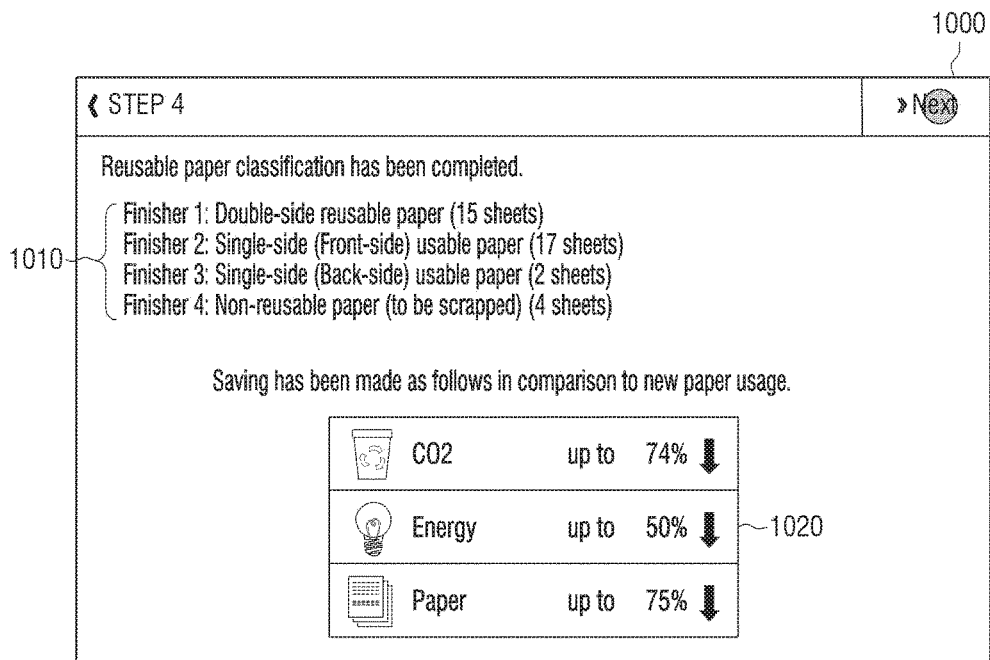 1000
❮ STEP 4
» Next
Reusable paper classification has been completed.
1010
Finisher 1: Double-side reusable paper (15 sheets)
Finisher 2: Single-side (Front-side) usable paper (17 sheets)
Finisher 3: Single-side (Back-side) usable paper (2 sheets)
Finisher 4: Non-reusable paper (to be scrapped) (4 sheets)
Saving has been made as follows in comparison to new paper usage.
CO2 up to 74%
Energy up to 50%
1020
Paper up to 75%